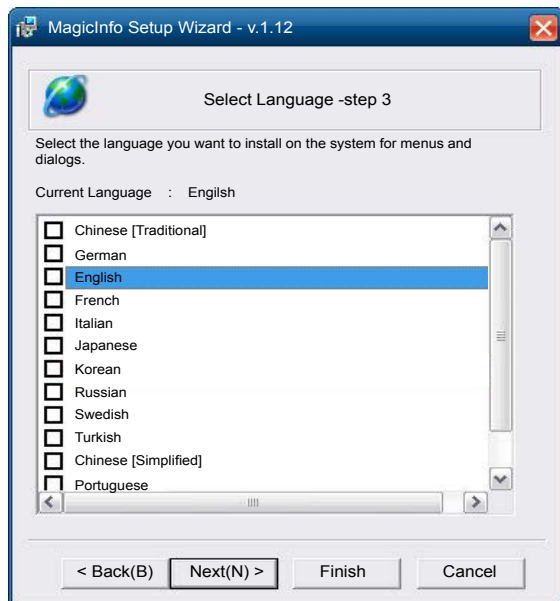 MagicInfo Setup Wizard - v.1.12
Select Language -step 3
Select the language you want to install on the system for menus and
dialogs.
Current Language : Engilsh
Chinese [Traditional]
German
English
French
Italian
Japanese
Korean
Russian
Swedish
Turkish
Chinese [Simplified]
Portuguese
< Back(B) Next(N) > Finish Cancel